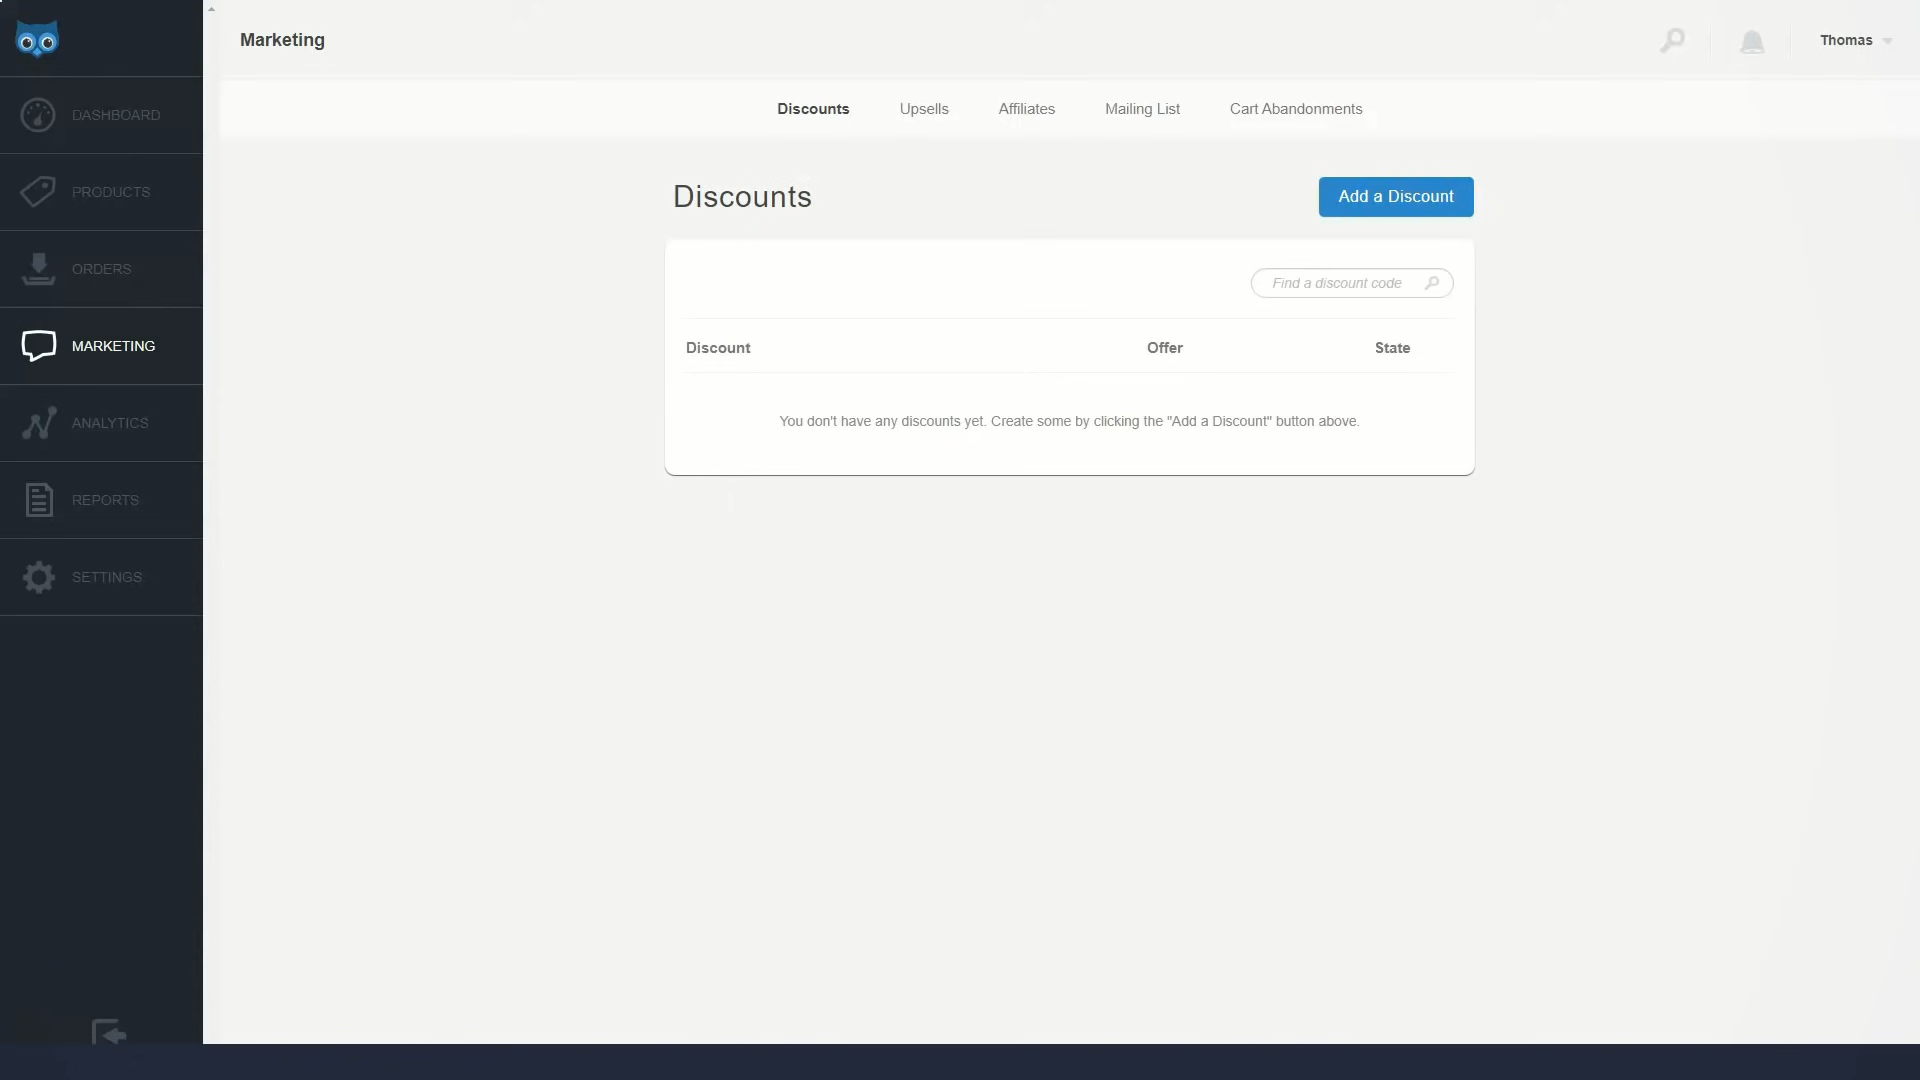 Marketing
Thomas
DASHBOARD
PRODUCTS
ORDERS
MARKETING
ANALYTICS
REPORTS
SETTINGS
Discounts Upsells Affiliates Mailing List Cart Abandonments
Discounts
Add a Discount
Find a discount code
Discount Offer State
You don't have any discounts yet. Create some by clicking the "Add a Discount" button above.